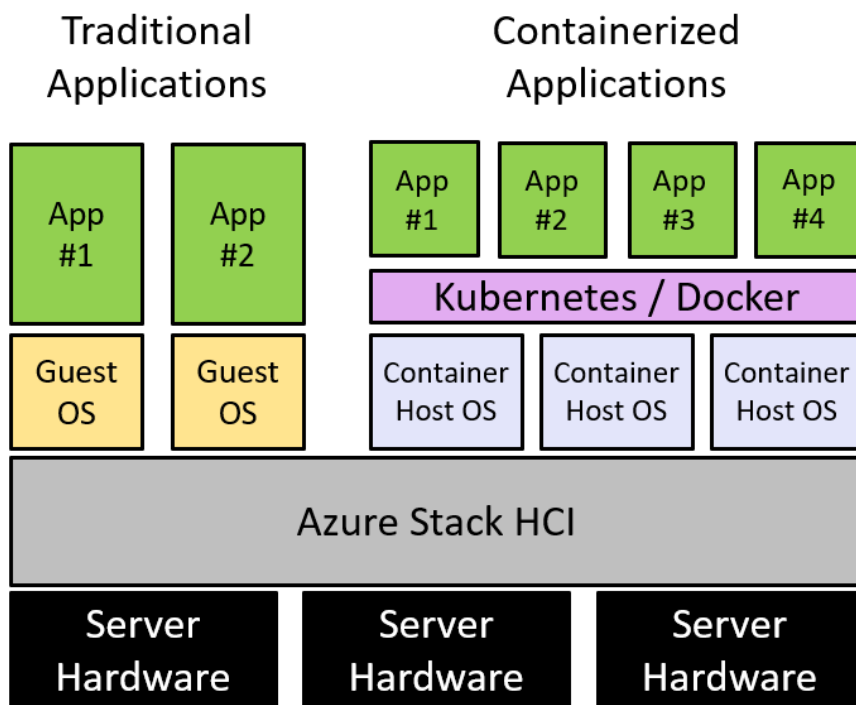 Traditional
Applications
Containerized
Applications
App
#1
App
#2
App
#1
App
#2
App
#3
App
#4
Kubernetes / Docker
Guest
OS
Guest
OS
Container
Host OS
Container
Host OS
Container
Host OS
Azure Stack HCI
Server
Hardware
Server
Hardware
Server
Hardware